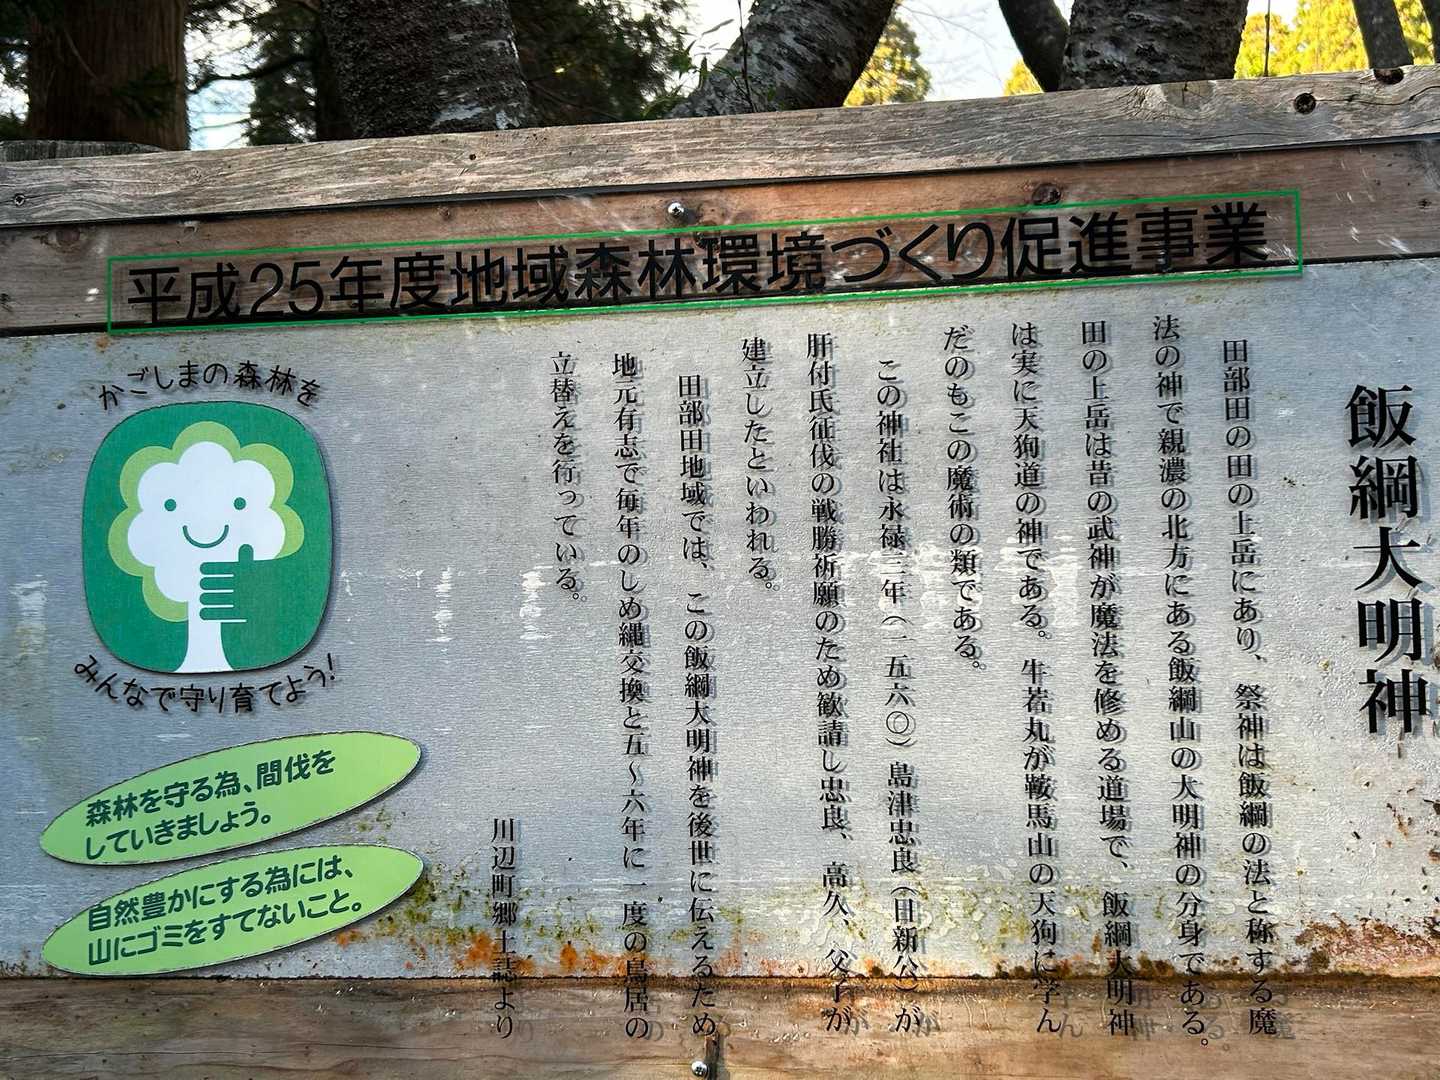 平成25年度地域森林環境づくり促進事業
飯綱大明神
田部田の田の上岳にあり、祭神は飯綱の法と称する魔
法の神で親濃の北方にある飯綱山の大明神の分身である。
田の上岳は昔の武神が魔法を修める道場で、飯綱大明神
は実に天狗道の神である。牛若丸が鞍馬山の天狗に学ん
だのもこの魔術の類である。
この神社は永禄三年（一五六〇）島津忠良（日新公）が
肝付氏征伐の戦勝祈願のため歓請し忠良、高久、父子が
建立したといわれる。
田部田地域では、この飯綱大明神を後世に伝えるため、
地元有志で毎年のしめ縄交換と五～六年に一度の鳥居の
立替えを行っている。
川辺町郷土誌より
かごしまの森林を
みんなで守り育てよう!
森林を守る為、間伐を
していきましょう。
自然豊かにする為には、
山にゴミをすてないこと。